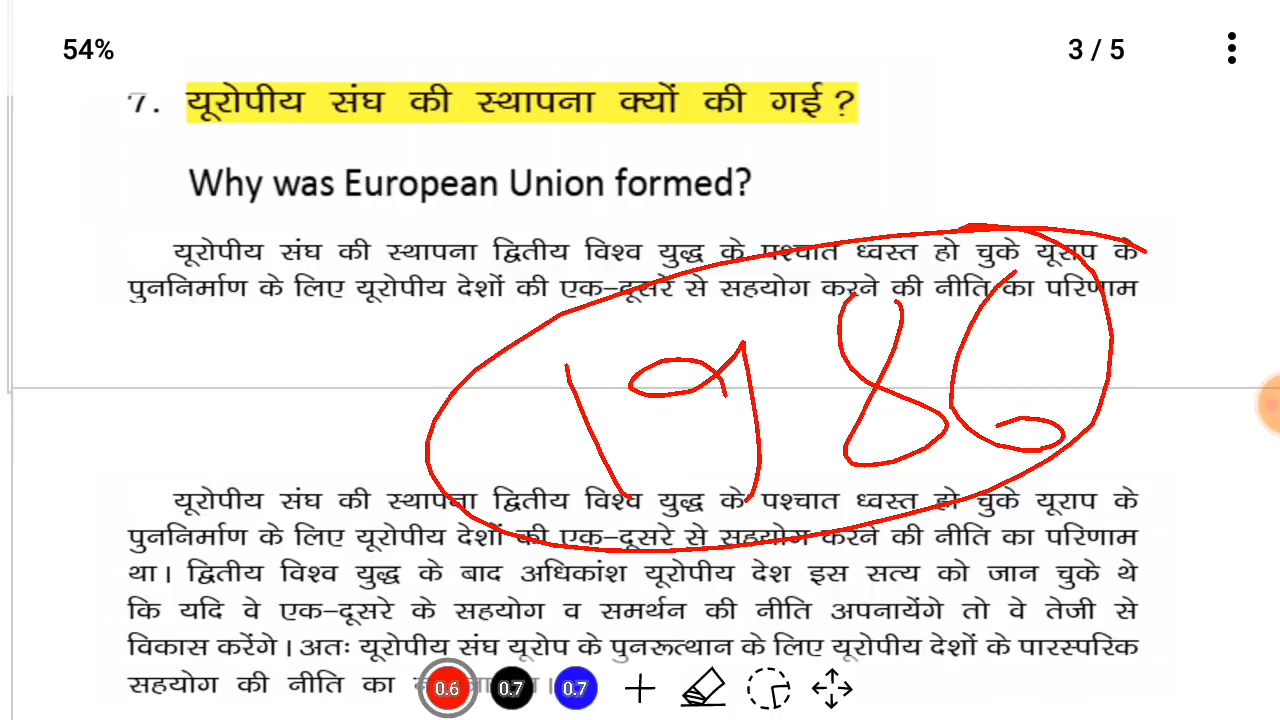 54%
3 / 5
7. यूरोपीय संघ की स्थापना क्यों की गई ?
Why was European Union formed?
यूरोपीय संघ की स्थापना द्वितीय विश्व युद्ध के पश्चात ध्वस्त हो चुके यूराप के
पुननिर्माण के लिए यूरोपीय देशों की एक–दूसरे से सहयोग करने की नीति का परिणाम
1986
यूरोपीय संघ की स्थापना द्वितीय विश्व युद्ध के पश्चात ध्वस्त हो चुके यूराप के
पुननिर्माण के लिए यूरोपीय देशों की एक–दूसरे से सहयोग करने की नीति का परिणाम
था। द्वितीय विश्व युद्ध के बाद अधिकांश यूरोपीय देश इस सत्य को जान चुके थे
कि यदि वे एक–दूसरे के सहयोग व समर्थन की नीति अपनायेंगे तो वे तेजी से
विकास करेंगे। अतः यूरोपीय संघ यूरोप के पुनरूत्थान के लिए यूरोपीय देशों के पारस्परिक
सहयोग की नीति का
0.6 0.7 0.7